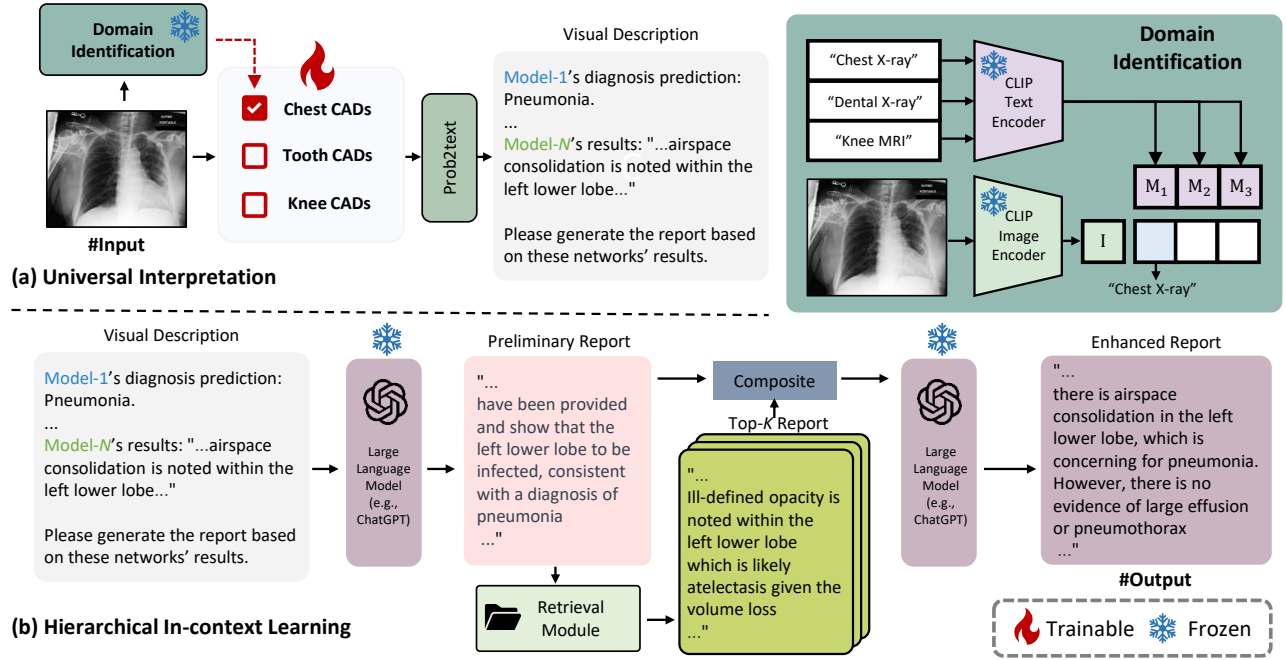 Domain
Identification
#Input
Chest CADs
Tooth CADs
Knee CADs
Prob2text
Visual Description
Model-1's diagnosis prediction:
Pneumonia.
...
Model-N's results: "...airspace
consolidation is noted within the
left lower lobe..."
Please generate the report based
on these networks' results.
(a) Universal Interpretation
Domain
Identification
"Chest X-ray"
"Dental X-ray"
"Knee MRI"
CLIP
Text
Encoder
M1
M2
M3
CLIP
Image
Encoder
I
"Chest X-ray"
Visual Description
Model-1's diagnosis prediction:
Pneumonia.
...
Model-N's results: "...airspace
consolidation is noted within the
left lower lobe..."
Please generate the report based
on these networks' results.
Large
Language
Model
(e.g.,
ChatGPT)
Preliminary Report
"...
have been provided
and show that the
left lower lobe to be
infected, consistent
with a diagnosis of
pneumonia
..."
Retrieval
Module
Composite
Top-K Report
"...
Ill-defined opacity is
noted within the
left lower lobe
which is likely
atelectasis given the
volume loss
..."
Large
Language
Model
(e.g.,
ChatGPT)
Enhanced Report
"...
there is airspace
consolidation in the left
lower lobe, which is
concerning for pneumonia.
However, there is no
evidence of large effusion
or pneumothorax
..."
#Output
(b) Hierarchical In-context Learning
Trainable
Frozen